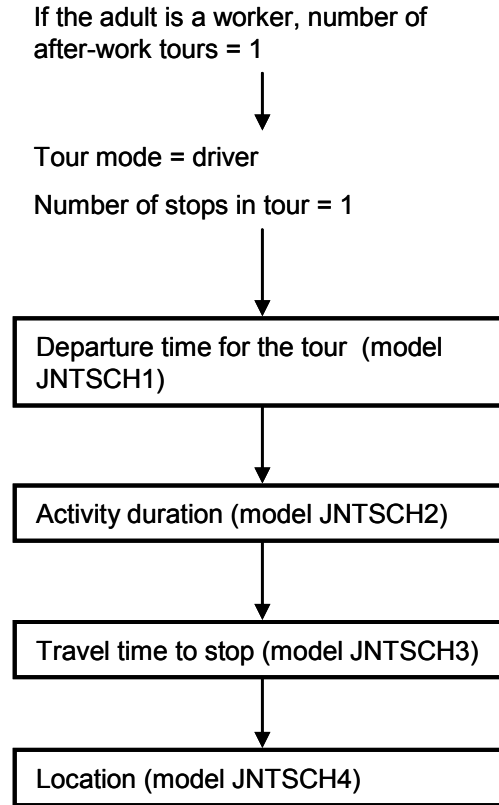 If the adult is a worker, number of
after-work tours = 1
Tour mode = driver
Number of stops in tour = 1
Departure time for the tour  (model
JNTSCH1)
Activity duration (model JNTSCH2)
Travel time to stop (model JNTSCH3)
Location (model JNTSCH4)